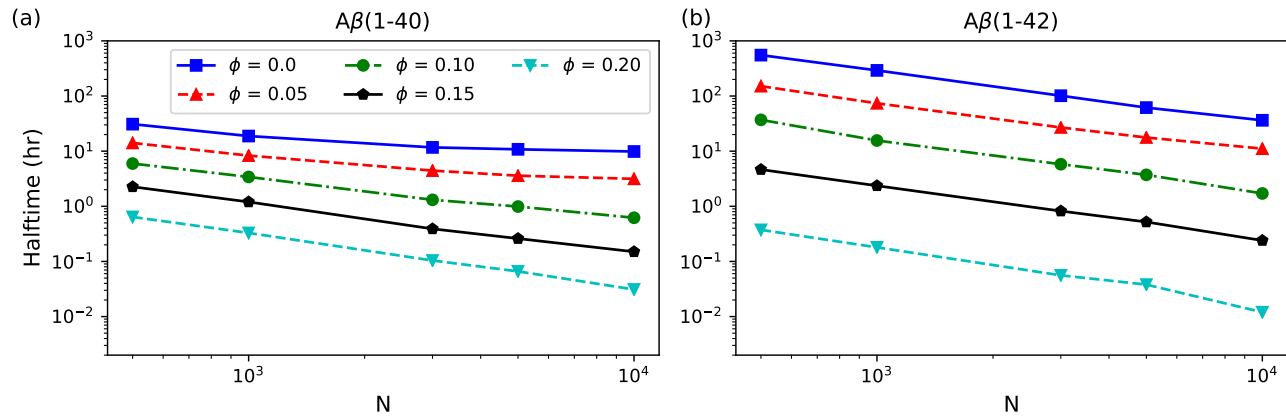 (a)
Aβ(1-40)
10³
10²
10¹
10⁰
10⁻¹
10⁻²
Halftime (hr)
ϕ = 0.0
ϕ = 0.05
ϕ = 0.10
ϕ = 0.15
ϕ = 0.20
10³
10⁴
N
(b)
Aβ(1-42)
10³
10²
10¹
10⁰
10⁻¹
10⁻²
10³
10⁴
N